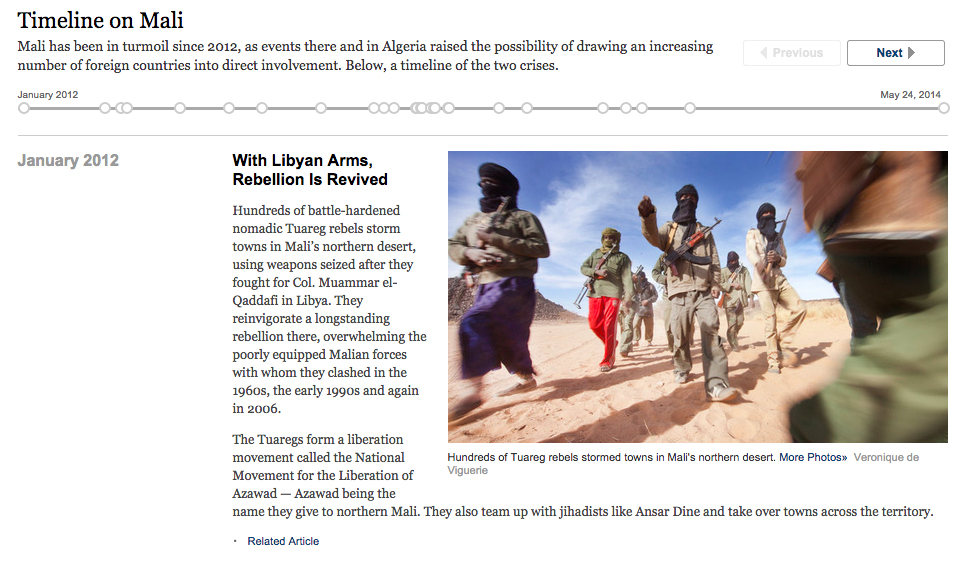 Timeline on Mali
Mali has been in turmoil since 2012, as events there and in Algeria raised the possibility of drawing an increasing
number of foreign countries into direct involvement. Below, a timeline of the two crises.
Previous
Next
January 2012
May 24, 2014
January 2012
With Libyan Arms,
Rebellion Is Revived
Hundreds of battle-hardened
nomadic Tuareg rebels storm
towns in Mali's northern desert,
using weapons seized after they
fought for Col. Muammar el-
Qaddafi in Libya. They
reinvigorate a longstanding
rebellion there, overwhelming the
poorly equipped Malian forces
with whom they clashed in the
1960s, the early 1990s and again
in 2006.
The Tuaregs form a liberation
movement called the National
Movement for the Liberation of
Azawad — Azawad being the
name they give to northern Mali. They also team up with jihadists like Ansar Dine and take over towns across the territory.
· Related Article
Hundreds of Tuareg rebels stormed towns in Mali's northern desert. More Photos» Veronique de
Viguerie